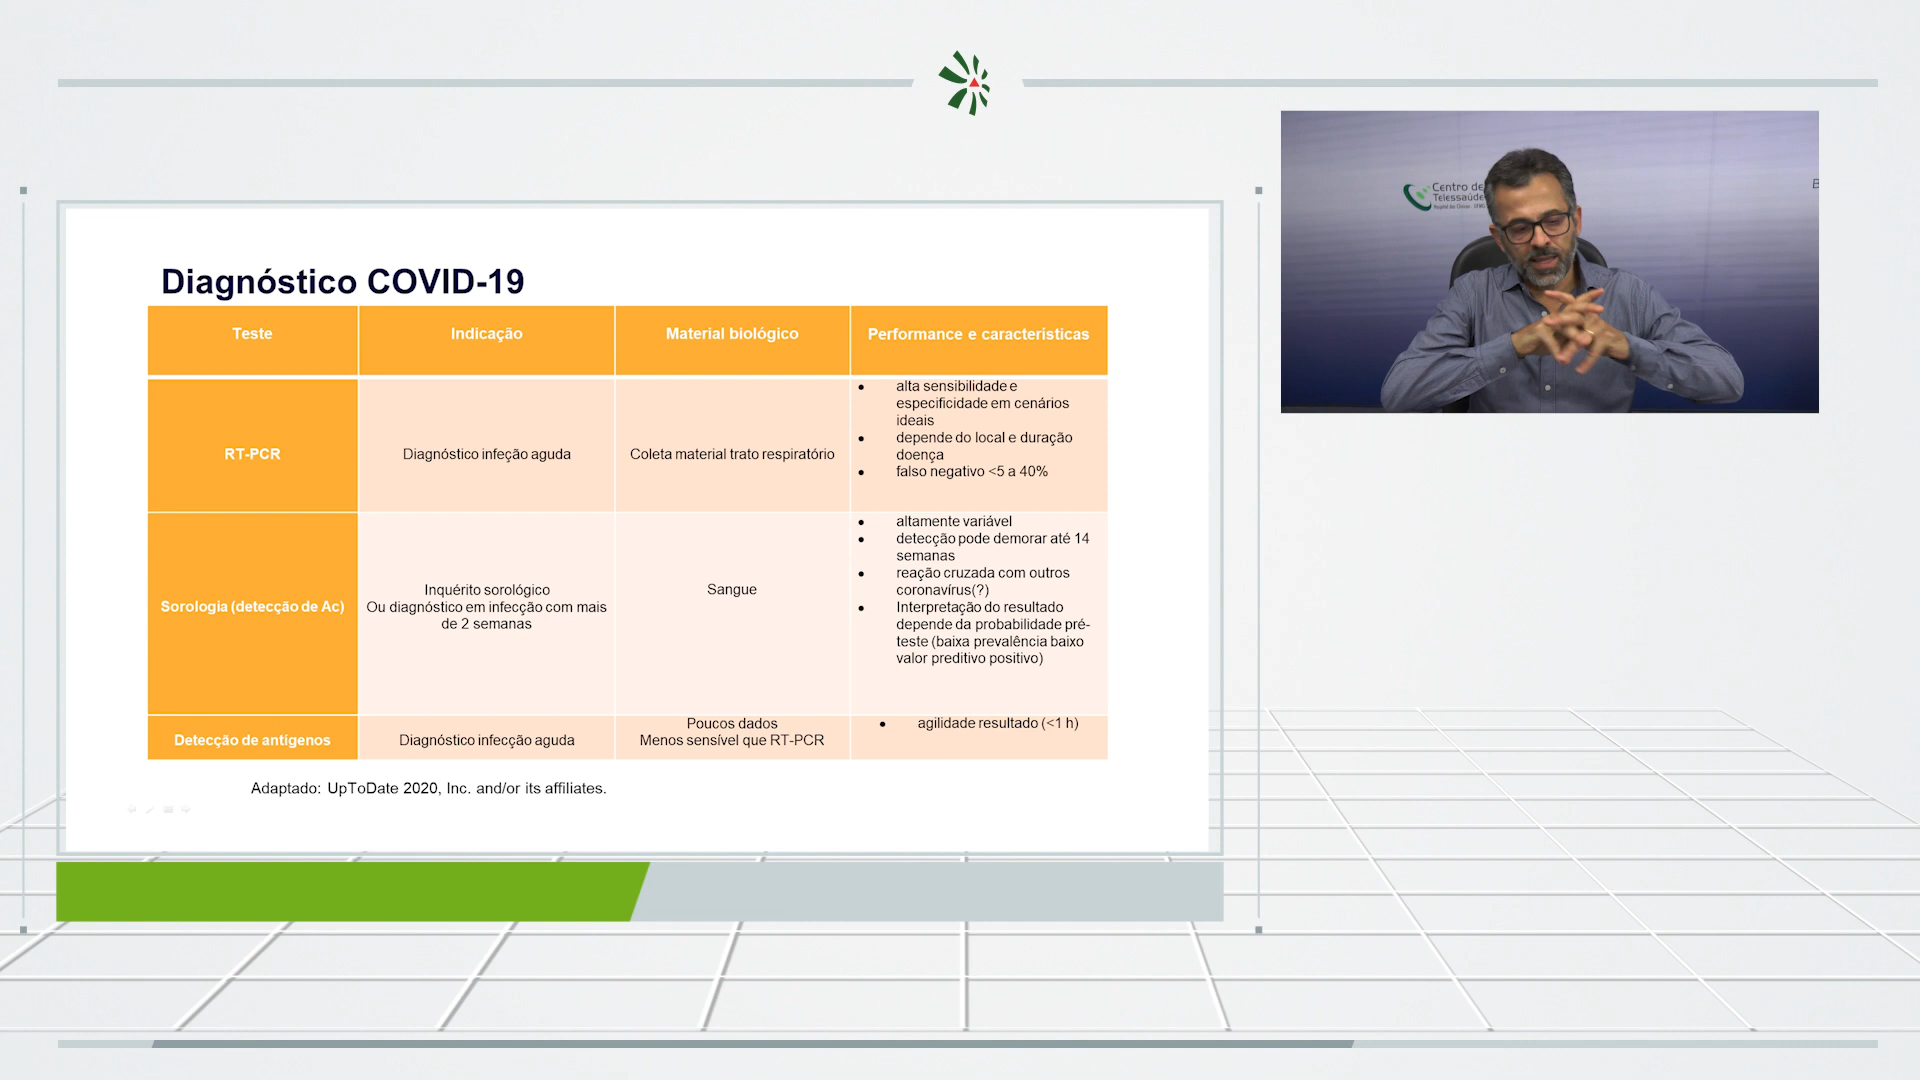 Diagnóstico COVID-19
Teste
Indicação
Material biológico
Performance e características
RT-PCR
Diagnóstico infeção aguda
Coleta material trato respiratório
alta sensibilidade e
especificidade em cenários
ideais
depende do local e duração
doença
falso negativo <5 a 40%
Sorologia (detecção de Ac)
Inquérito sorológico
Ou diagnóstico em infecção com mais
de 2 semanas
Sangue
altamente variável
detecção pode demorar até 14
semanas
reação cruzada com outros
coronavírus(?)
Interpretação do resultado
depende da probabilidade pré-
teste (baixa prevalência baixo
valor preditivo positivo)
Detecção de antígenos
Diagnóstico infecção aguda
Poucos dados
Menos sensível que RT-PCR
agilidade resultado (<1 h)
Adaptado: UpToDate 2020, Inc. and/or its affiliates.
Centro de
Telessaúde